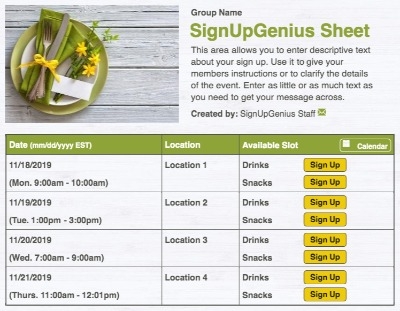 Group Name
SignUpGenius Sheet
This area allows you to enter descriptive text
about your sign up. Use it to give your
members instructions or to clarify the details
of the event. Enter as little or as much text as
you need to get your message across.
Created by: SignUpGenius Staff
Date (mm/dd/yyyy EST) Location Available Slot Calendar
11/18/2019 Location 1 Drinks Sign Up
(Mon. 9:00am - 10:00am) Snacks Sign Up
11/19/2019 Location 2 Drinks Sign Up
(Tue. 1:00pm - 3:00pm) Snacks Sign Up
11/20/2019 Location 3 Drinks Sign Up
(Wed. 7:00am - 9:00am) Snacks Sign Up
11/21/2019 Location 4 Drinks Sign Up
(Thurs. 11:00am - 12:01pm) Snacks Sign Up